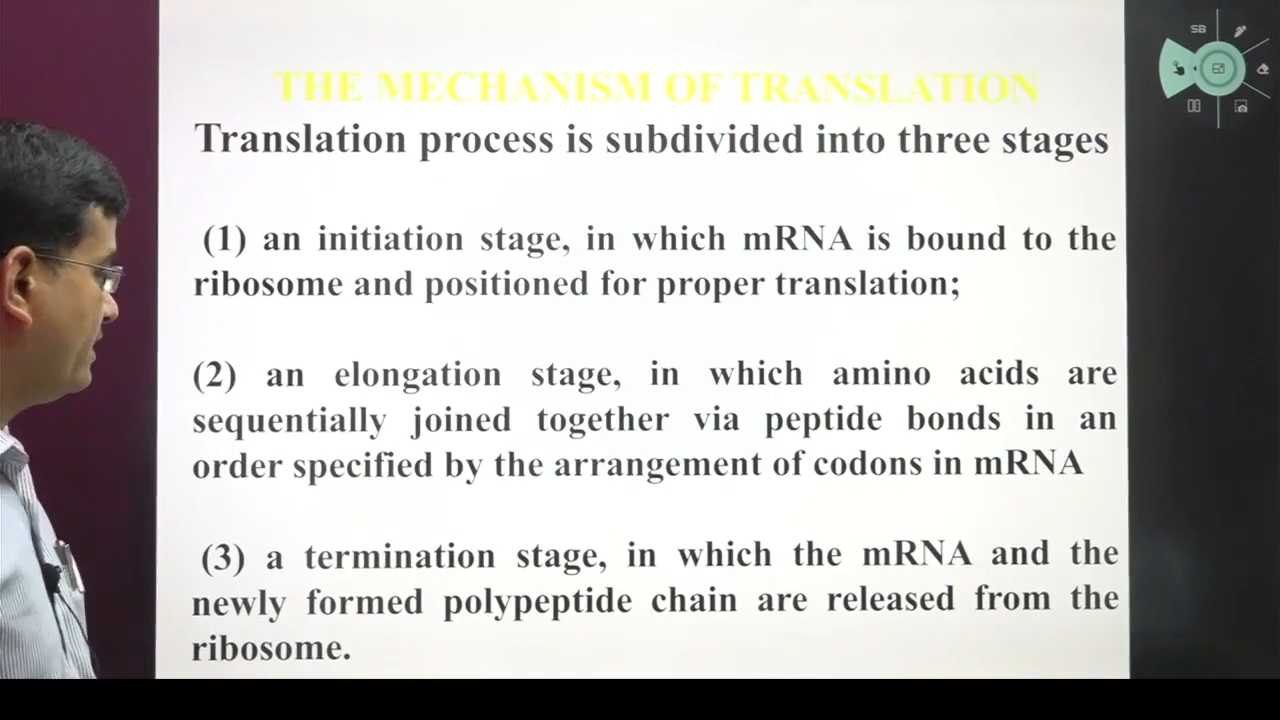 SB
THE MECHANISM OF TRANSLATION
Translation process is subdivided into three stages
(1) an initiation stage, in which mRNA is bound to the
ribosome and positioned for proper translation;
(2) an elongation stage, in which amino acids are
sequentially joined together via peptide bonds in an
order specified by the arrangement of codons in mRNA
(3) a termination stage, in which the mRNA and the
newly formed polypeptide chain are released from the
ribosome.